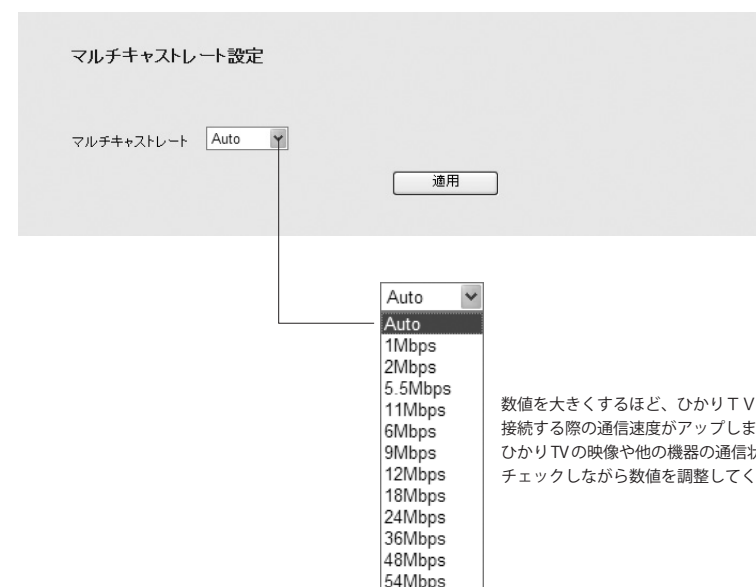 マルチキャストレート設定
マルチキャストレート Auto
適用
Auto
Auto
1Mbps
2Mbps
5.5Mbps
11Mbps
6Mbps
9Mbps
12Mbps
18Mbps
24Mbps
36Mbps
48Mbps
54Mbps
数値を大きくするほど、ひかりＴＶ
接続する際の通信速度がアップしま
ひかりTVの映像や他の機器の通信状
チェックしながら数値を調整してく